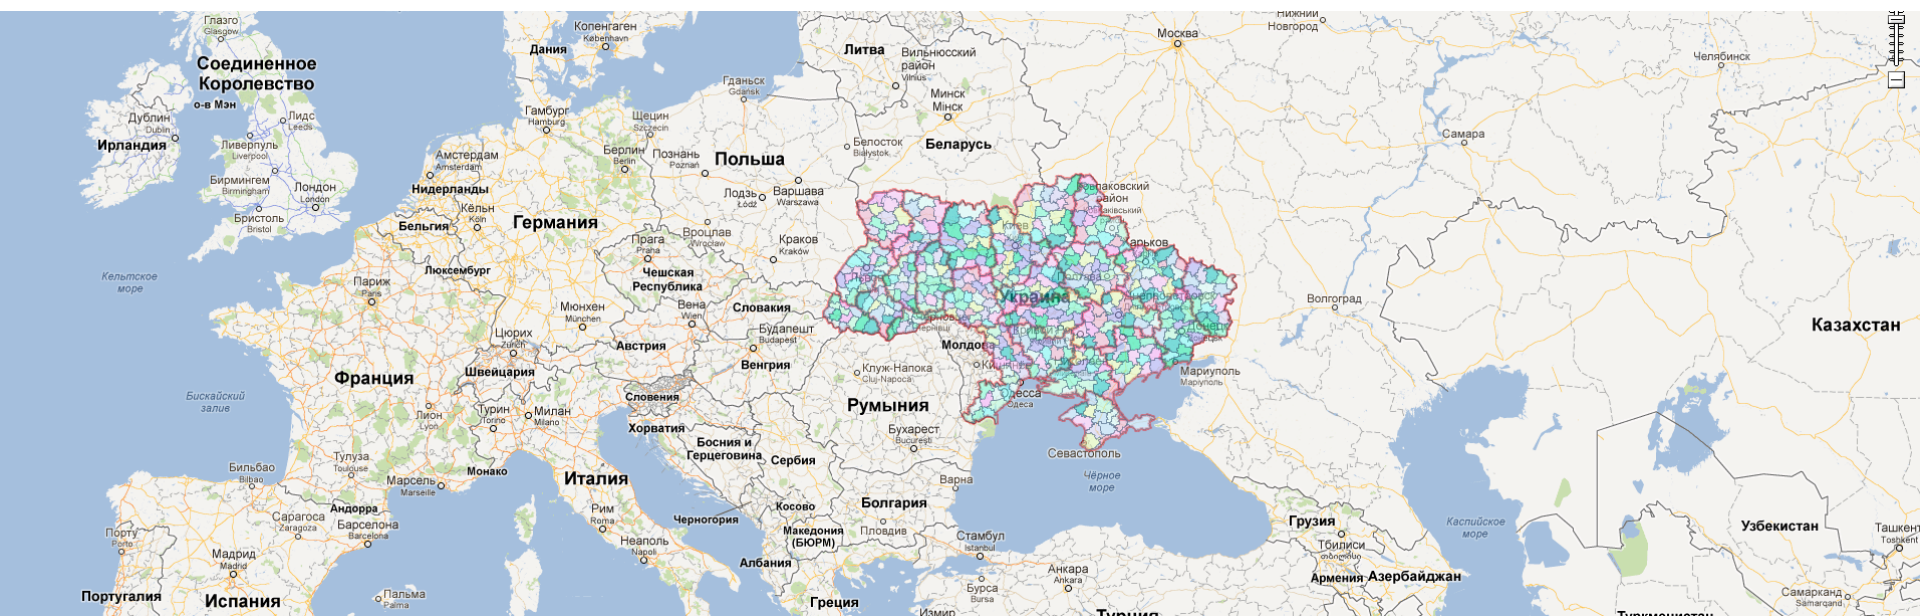 Глазго
Glasgow
Соединенное
Королевство
о-в Мэн
Дублин
Dublin
Ирландия
Лидс
Leeds
Ливерпуль
Liverpool
Бирмингем
Birmingham
Лондон
London
Бристоль
Bristol
Кельтское
море
Копенгаген
København
Дания
Гамбург
Hamburg
Амстердам
Amsterdam
Нидерланды
Кёльн
Köln
Бельгия
Германия
Люксембург
Париж
Paris
Берлин
Berlin
Щецин
Szczecin
Гданьск
Gdańsk
Познань
Poznań
Польша
Лодзь
Łódź
Варшава
Warszawa
Вроцлав
Wrocław
Краков
Kraków
Прага
Praha
Чешская
Республика
Литва
Вильнюсский
район
Vilnius
Минск
Мінск
Белосток
Białystok
Беларусь
Москва
Нижний
Новгород
Челябинск
Самара
Волгоград
Казахстан
Киев
Украина
Одесса
Одеса
Мариуполь
Маріуполь
Севастополь
Чёрное
море
Мюнхен
München
Вена
Wien
Словакия
Будапешт
Budapest
Цюрих
Zürich
Австрия
Венгрия
Швейцария
Франция
Бискайский
залив
Лион
Lyon
Турин
Torino
Милан
Milano
Словения
Хорватия
Босния и
Герцеговина
Сербия
Клуж-Напока
Cluj-Napoca
Румыния
Бухарест
București
Варна
Болгария
Пловдив
Тулуза
Toulouse
Марсель
Marseille
Монако
Италия
Рим
Roma
Неаполь
Napoli
Черногория
Косово
Македония
(БЮРМ)
Албания
Греция
Бильбао
Bilbao
Андорра
Сарагоса
Zaragoza
Барселона
Barcelona
Порту
Porto
Мадрид
Madrid
Португалия
Испания
Пальма
Palma
Стамбул
Istanbul
Бурса
Bursa
Анкара
Ankara
Измир
Турция
Грузия
Тбилиси
თბილისი
Армения
Азербайджан
Каспийское
море
Узбекистан
Ташкент
Toshkent
Самарканд
Samarqand
Туркменистан